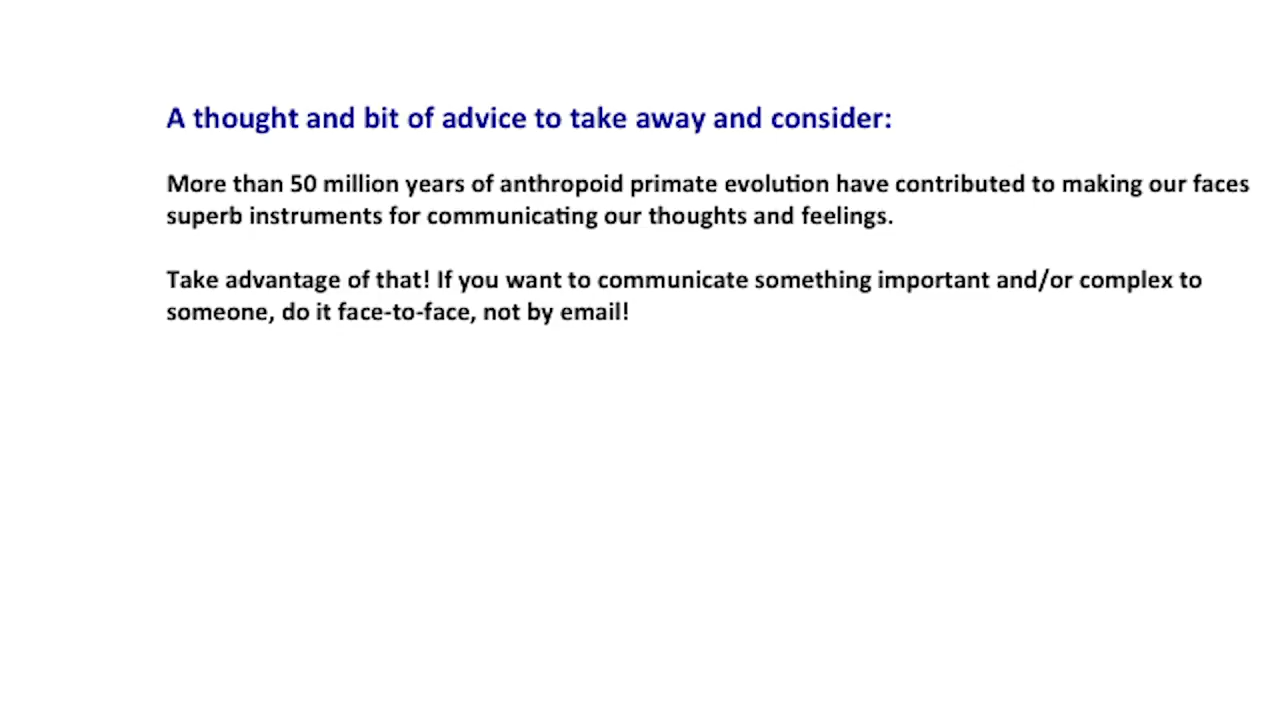 A thought and bit of advice to take away and consider:
More than 50 million years of anthropoid primate evolution have contributed to making our faces
superb instruments for communicating our thoughts and feelings.
Take advantage of that! If you want to communicate something important and/or complex to
someone, do it face-to-face, not by email!